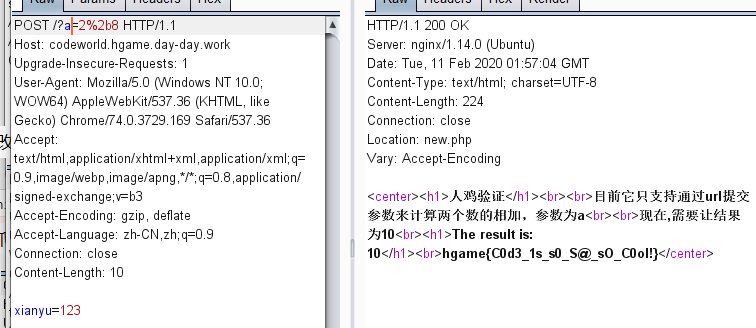 Raw Params Headers Hex
Raw Headers Hex Render
POST /?a=2%2b8 HTTP/1.1
Host: codeworld.hgame.day-day.work
Upgrade-Insecure-Requests: 1
User-Agent: Mozilla/5.0 (Windows NT 10.0;
WOW64) AppleWebKit/537.36 (KHTML, like
Gecko) Chrome/74.0.3729.169 Safari/537.36
Accept:
text/html,application/xhtml+xml,application/xml;q=
0.9,image/webp,image/apng,*/*;q=0.8,application/
signed-exchange;v=b3
Accept-Encoding: gzip, deflate
Accept-Language: zh-CN,zh;q=0.9
Connection: close
Content-Length: 10
xianyu=123
HTTP/1.1 200 OK
Server: nginx/1.14.0 (Ubuntu)
Date: Tue, 11 Feb 2020 01:57:04 GMT
Content-Type: text/html; charset=UTF-8
Content-Length: 224
Connection: close
Location: new.php
Vary: Accept-Encoding
<center><h1>人鸡验证</h1><br><br>目前它只支持通过url提交
参数来计算两个数的相加，参数为a<br><br>现在,需要让结果
为10<br><h1>The result is:
10</h1><br>hgame{C0d3_1s_s0_S@_sO_C0ol!}</center>